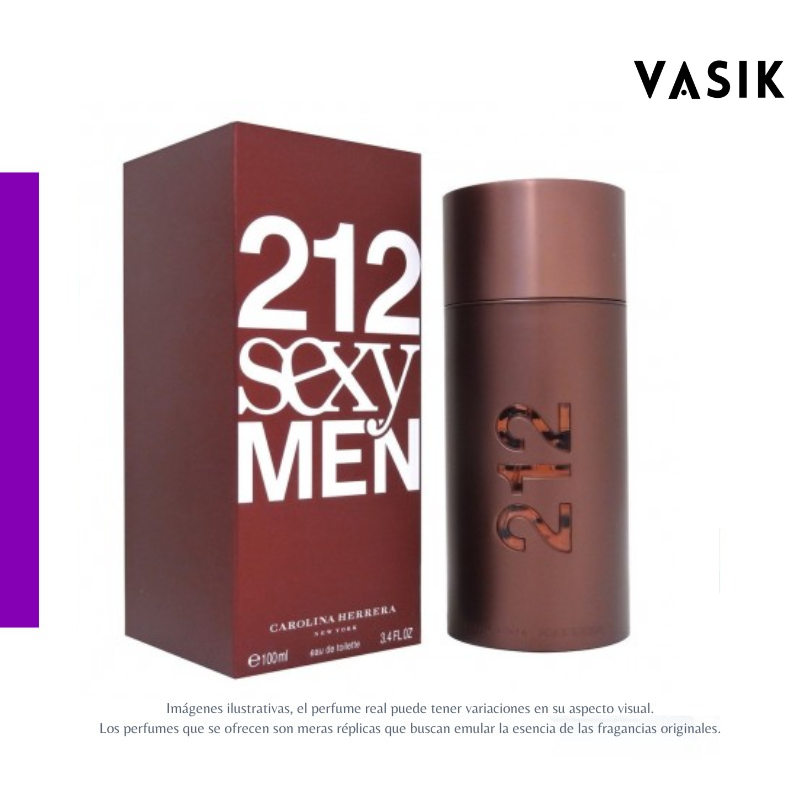 VASIK
212
sexy
MEN
CAROLINA HERRERA
NEW YORK
℮100ml eau de toilette 3.4 FL.OZ
212
Imágenes ilustrativas, el perfume real puede tener variaciones en su aspecto visual.
Los perfumes que se ofrecen son meras réplicas que buscan emular la esencia de las fragancias originales.